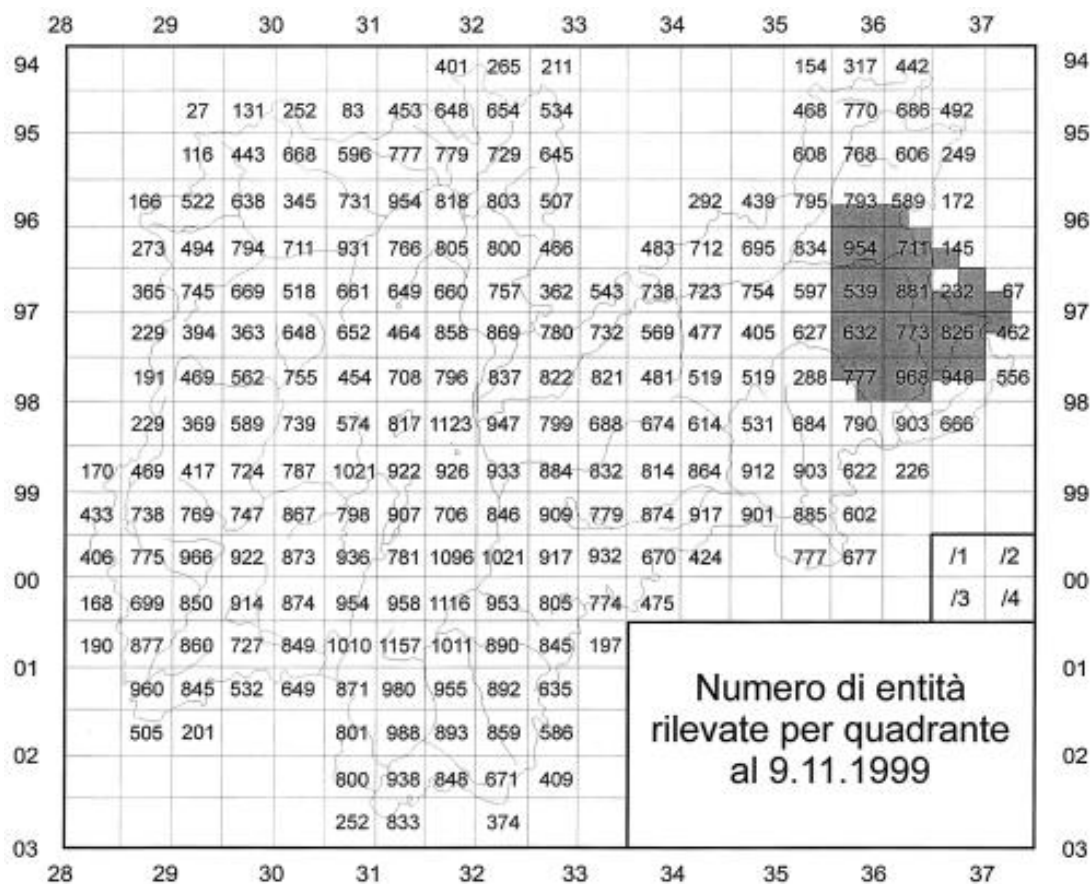 28 29 30 31 32 33 34 35 36 37
94 401 265 211 154 317 442 94
27 131 252 83 453 648 654 534 468 770 686 492
95 95
116 443 668 596 777 779 729 645 608 768 606 249
166 522 638 345 731 954 818 803 507 292 439 795 793 589 172
96 96
273 494 794 711 931 766 805 800 466 483 712 695 834 954 711 145
365 745 669 518 661 649 660 757 362 543 738 723 754 597 539 881 232 67
97 97
229 394 363 648 652 464 858 869 780 732 569 477 405 627 632 773 826 462
191 469 562 755 454 708 796 837 822 821 481 519 519 288 777 968 948 556
98 98
229 369 589 739 574 817 1123 947 799 688 674 614 531 684 790 903 666
170 469 417 724 787 1021 922 926 933 884 832 814 864 912 903 622 226
99 99
433 738 769 747 867 798 907 706 846 909 779 874 917 901 885 602
406 775 966 922 873 936 781 1096 1021 917 932 670 424 777 677 /1 /2
00 00
168 699 850 914 874 954 958 1116 953 805 774 475 /3 /4
190 877 860 727 849 1010 1157 1011 890 845 197
01 01
960 845 532 649 871 980 955 892 635
505 201 801 988 893 859 586
02 02
800 938 848 671 409
252 833 374
03 03
Numero di entità
rilevate per quadrante
al 9.11.1999
28 29 30 31 32 33 34 35 36 37